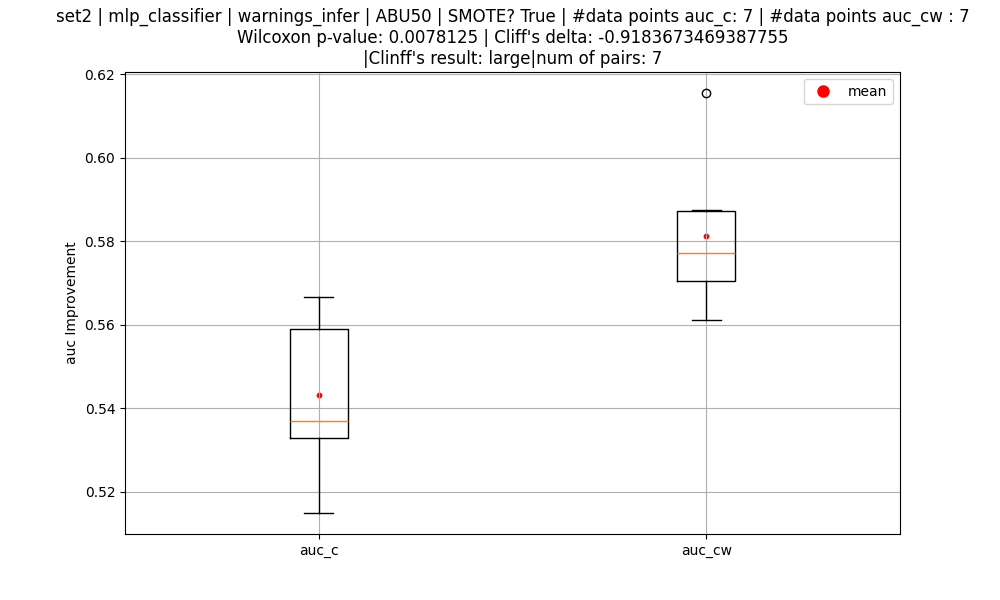 set2 | mlp_classifier | warnings_infer | ABU50 | SMOTE? True | #data points auc_c: 7 | #data points auc_cw : 7
Wilcoxon p-value: 0.0078125 | Cliff's delta: -0.9183673469387755
|Clinff's result: large|num of pairs: 7
mean
0.62
0.60
0.58
0.56
0.54
0.52
auc Improvement
auc_c
auc_cw